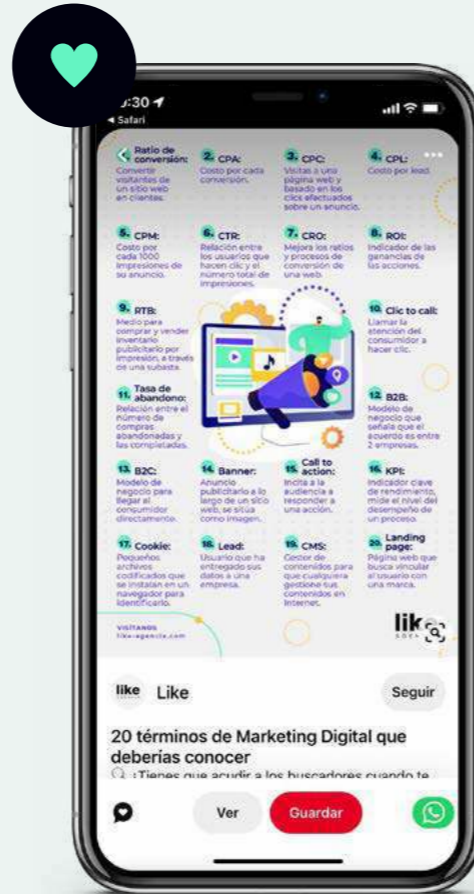 :30
Safari
1. Ratio de
conversión:
Convertir
visitantes de
un sitio web
en clientes.
2. CPA:
Costo por cada
conversión.
3. CPC:
Visitas a una
página web y
basado en los
clics efectuados
sobre un anuncio.
4. CPL:
Costo por lead.
5. CPM:
Costo por
cada 1000
impresiones de
su anuncio.
6. CTR:
Relación entre
los usuarios que
hacen clic y el
número total de
impresiones.
7. CRO:
Mejora los ratios
y procesos de
conversión de
una web.
8. ROI:
Indicador de las
ganancias de
las acciones.
9. RTB:
Medio para
comprar y vender
inventario
publicitario por
impresión, a través
de una subasta.
10. Clic to call:
Llamar la
atención del
consumidor a
hacer clic.
11. Tasa de
abandono:
Relación entre el
número de
compras
abandonadas y
las completadas.
12. B2B:
Modelo de
negocio que
señala que el
acuerdo es entre
2 empresas.
13. B2C:
Modelo de
negocio para
llegar al
consumidor
directamente.
14. Banner:
Anuncio
publicitario a lo
largo de un sitio
web, se sitúa
como imagen.
15. Call to
action:
Incita a la
audiencia a
responder a
una acción.
16. KPI:
Indicador clave
de rendimiento,
mide el nivel del
desempeño de
un proceso.
17. Cookie:
Pequeños
archivos
codificados que
se instalan en un
navegador para
identificarlo.
18. Lead:
Usuario que ha
entregado sus
datos a una
empresa.
19. CMS:
Gestor de
contenidos para
que cualquiera
gestione sus
contenidos en
Internet.
20. Landing
page:
Página web que
busca vincular
al usuario con
una marca.
VISÍTANOS
like-agencia.com
like
like Like
Seguir
20 términos de Marketing Digital que
deberías conocer
¿Tienes que acudir a los buscadores cuando te
Ver
Guardar